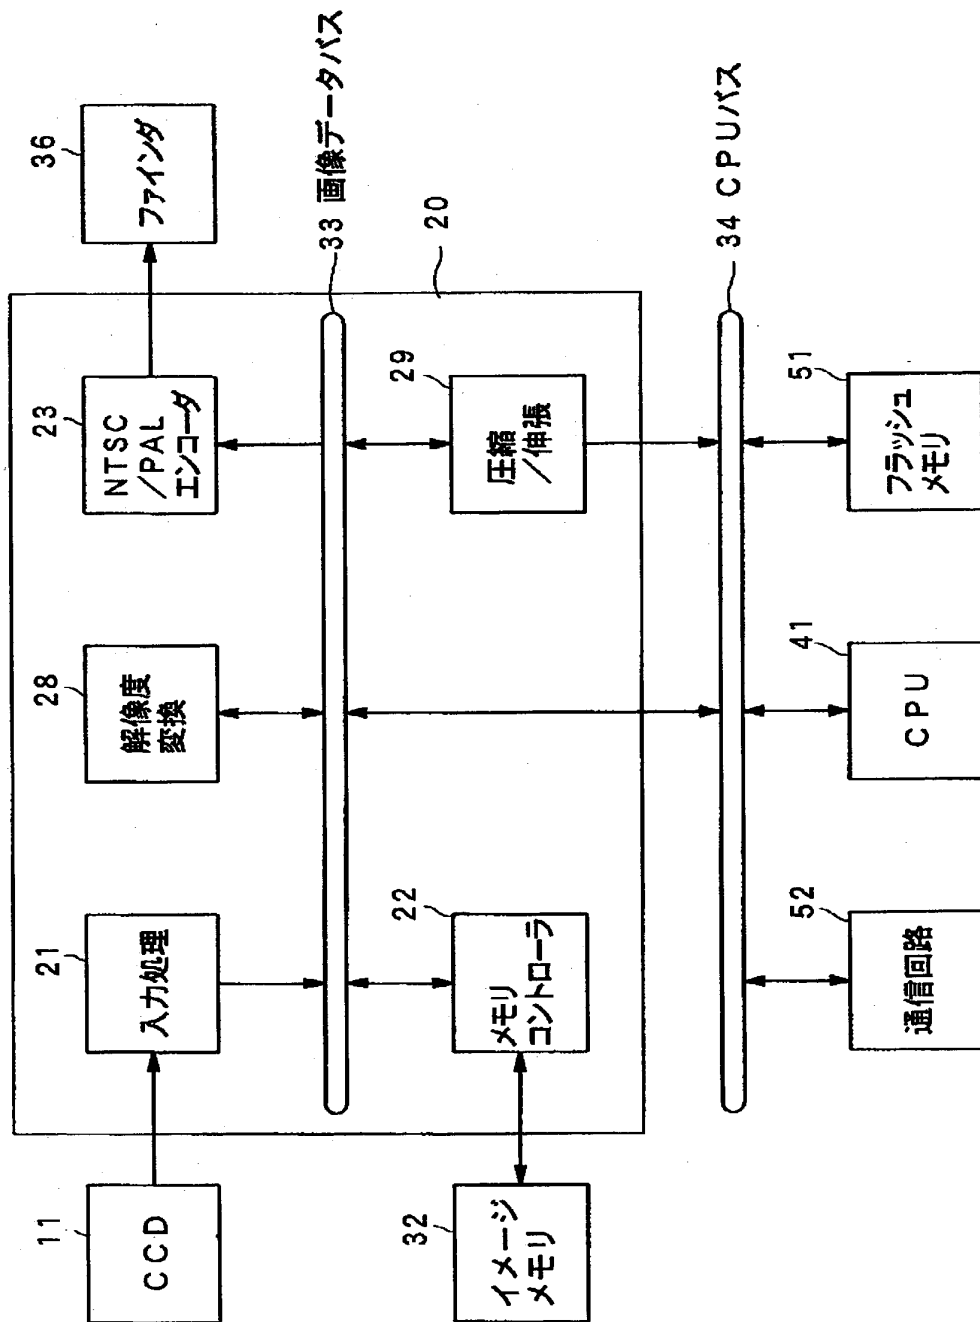 11
CCD
21
入力処理
28
解像度
変換
23
NTSC
/PAL
エンコーダ
36
ファインダ
33 画像データバス
20
32
イメージ
メモリ
22
メモリ
コントローラ
29
圧縮
/伸張
34 CPUバス
52
通信回路
41
CPU
51
フラッシュ
メモリ